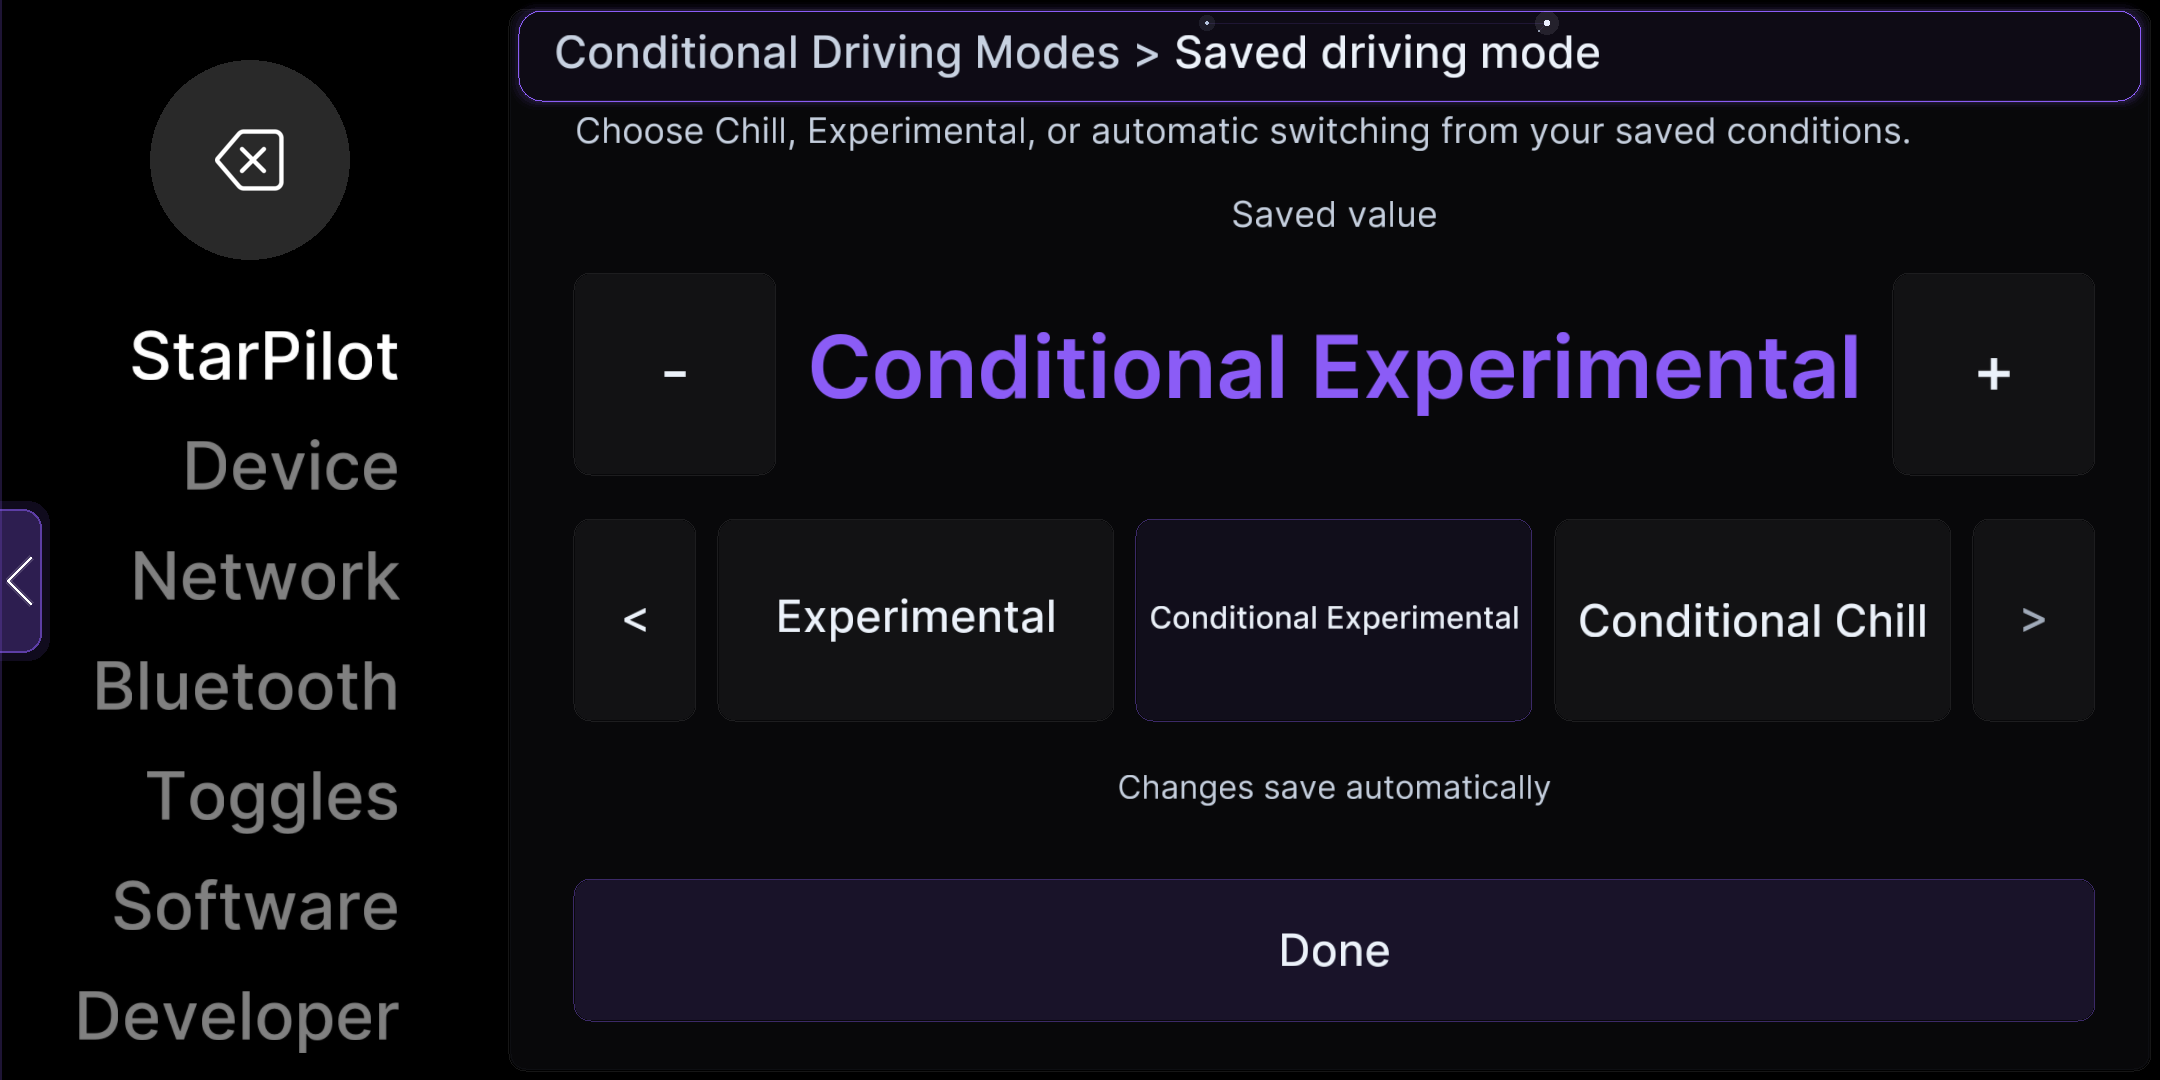 Conditional Driving Modes > Saved driving mode
Choose Chill, Experimental, or automatic switching from your saved conditions.
StarPilot
Device
Network
Bluetooth
Toggles
Software
Developer
Saved value
- Conditional Experimental +
< Experimental Conditional Experimental Conditional Chill >
Changes save automatically
Done